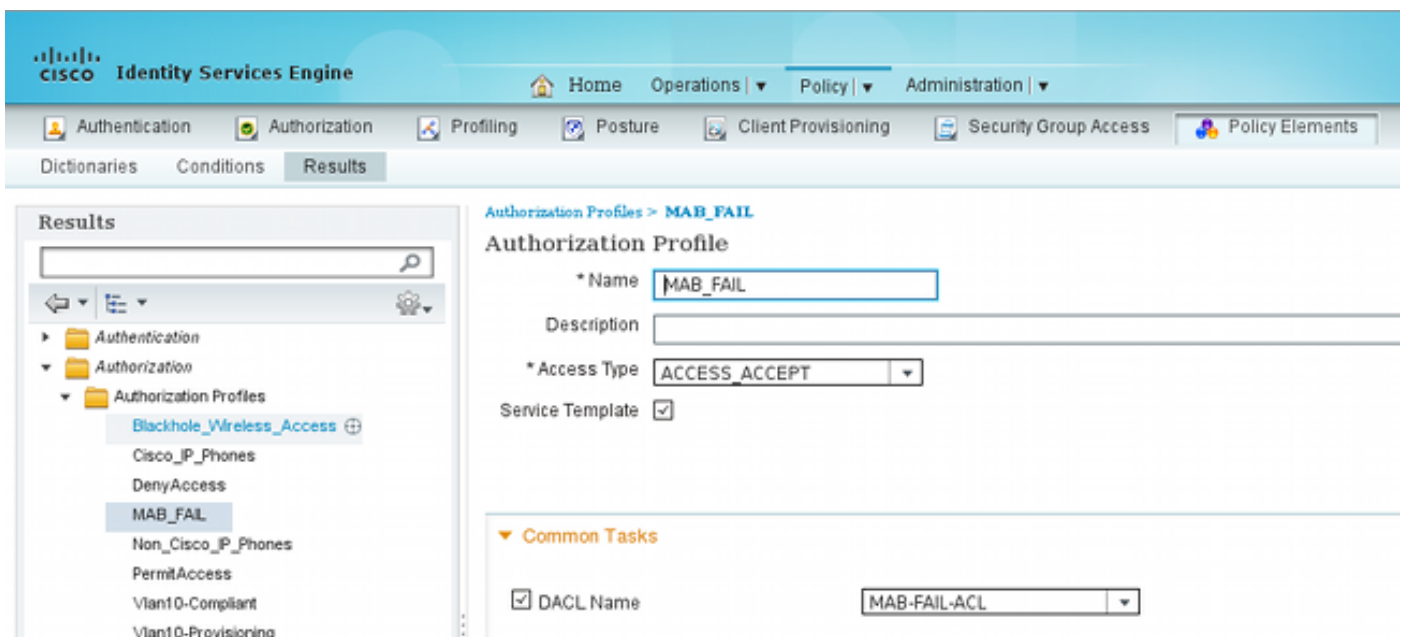 CISCO Identity Services Engine
Home Operations | ▼ Policy | ▼ Administration | ▼
Authentication Authorization Profiling Posture Client Provisioning Security Group Access Policy Elements
Dictionaries Conditions Results
Results
Authentication
Authorization
Authorization Profiles
Blackhole_Wireless_Access
Cisco_IP_Phones
DenyAccess
MAB_FAIL
Non_Cisco_IP_Phones
PermitAccess
Vlan10-Compliant
Vlan10-Provisioning
Authorization Profiles > MAB_FAIL
Authorization Profile
* Name MAB_FAIL
Description
* Access Type ACCESS_ACCEPT
Service Template
Common Tasks
DACL Name MAB-FAIL-ACL